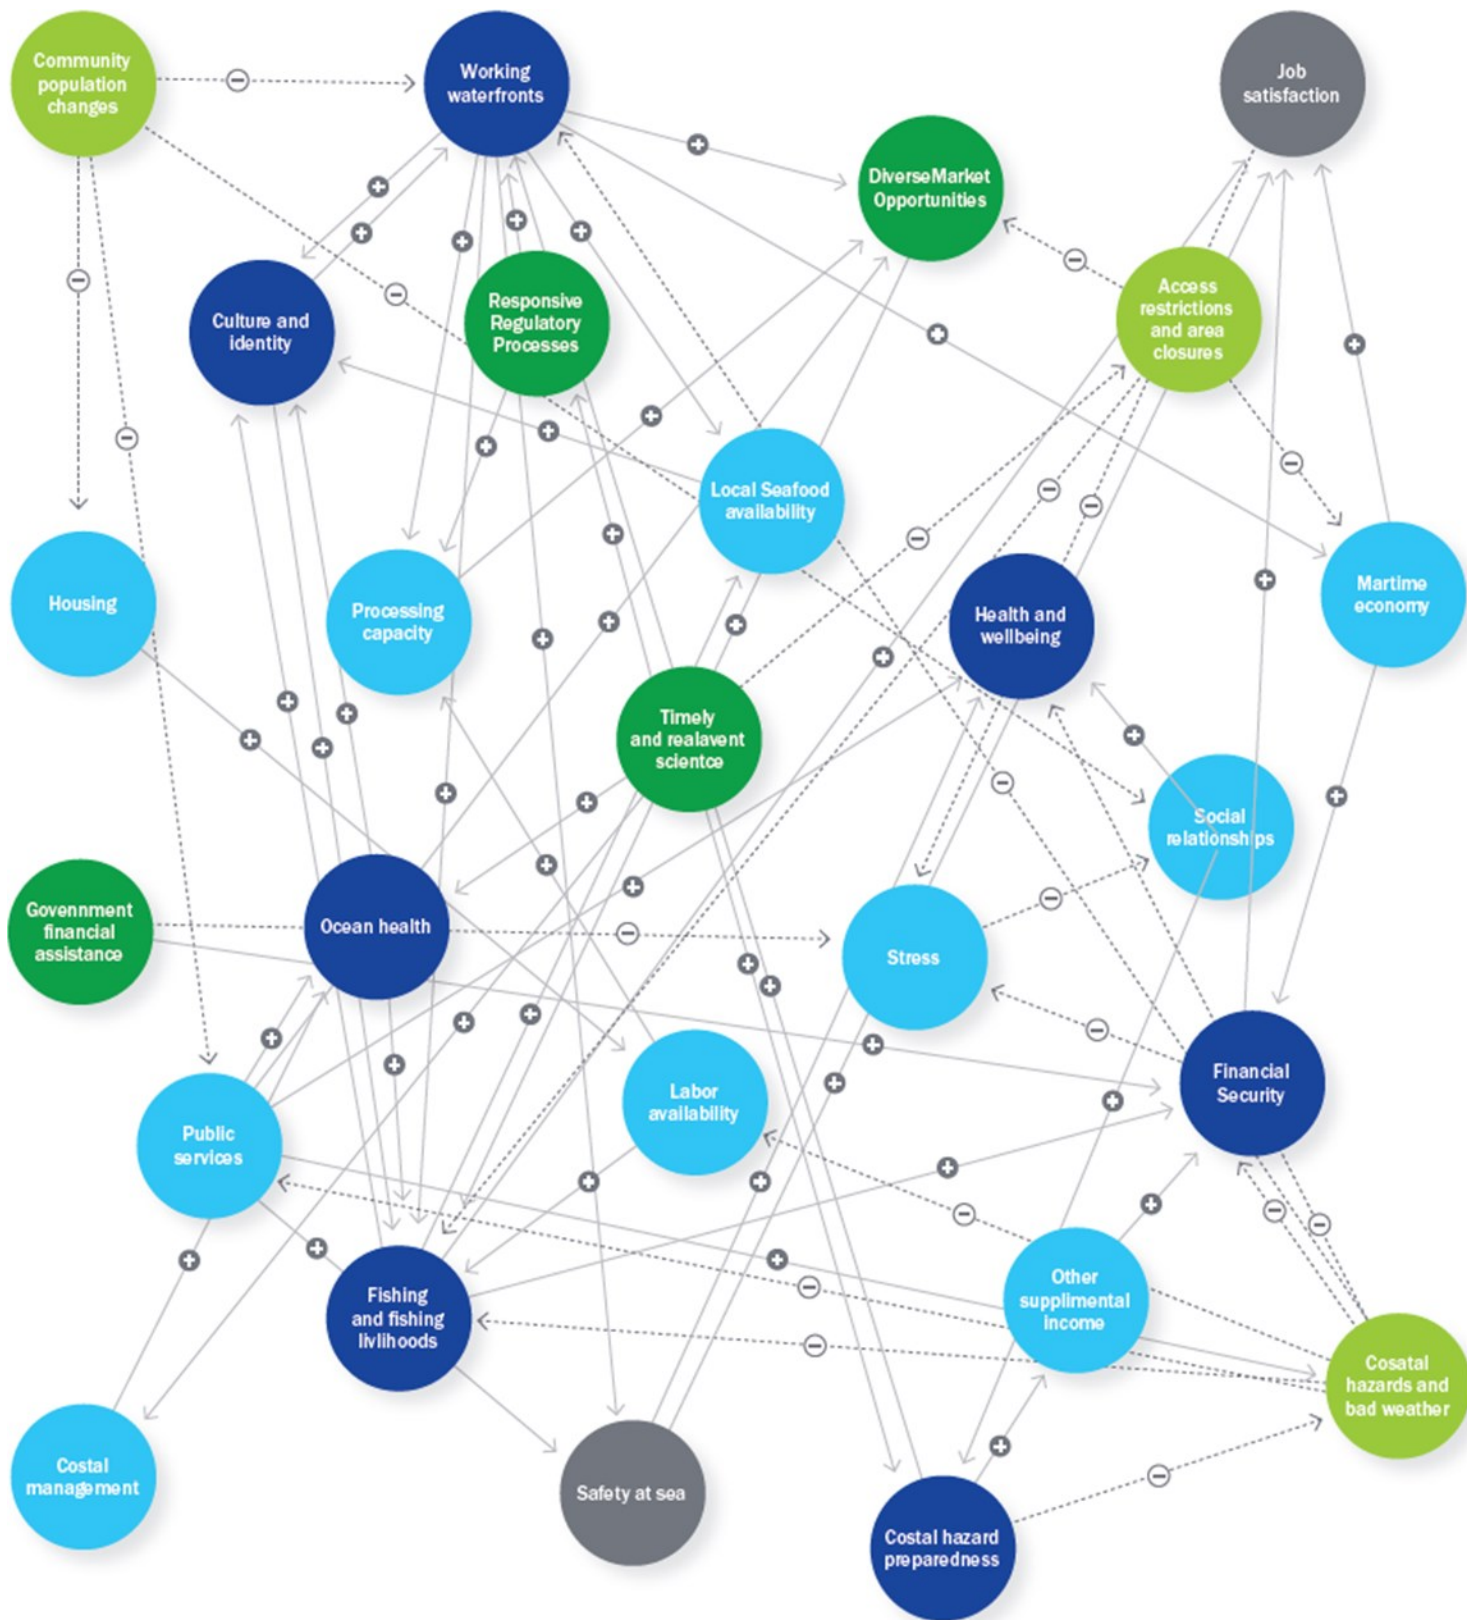 Community
population
changes
Working
waterfronts
Job
satisfaction
DiverseMarket
Opportunities
Culture and
identity
Responsive
Regulatory
Processes
Access
restrictions
and area
closures
Local Seafood
availability
Housing
Processing
capacity
Health and
wellbeing
Martime
economy
Timely
and realavent
scientce
Social
relationships
Govennment
financial
assistance
Ocean health
Stress
Labor
availability
Financial
Security
Public
services
Fishing
and fishing
livlihoods
Other
supplimental
income
Cosatal
hazards and
bad weather
Costal
management
Safety at sea
Costal hazard
preparedness